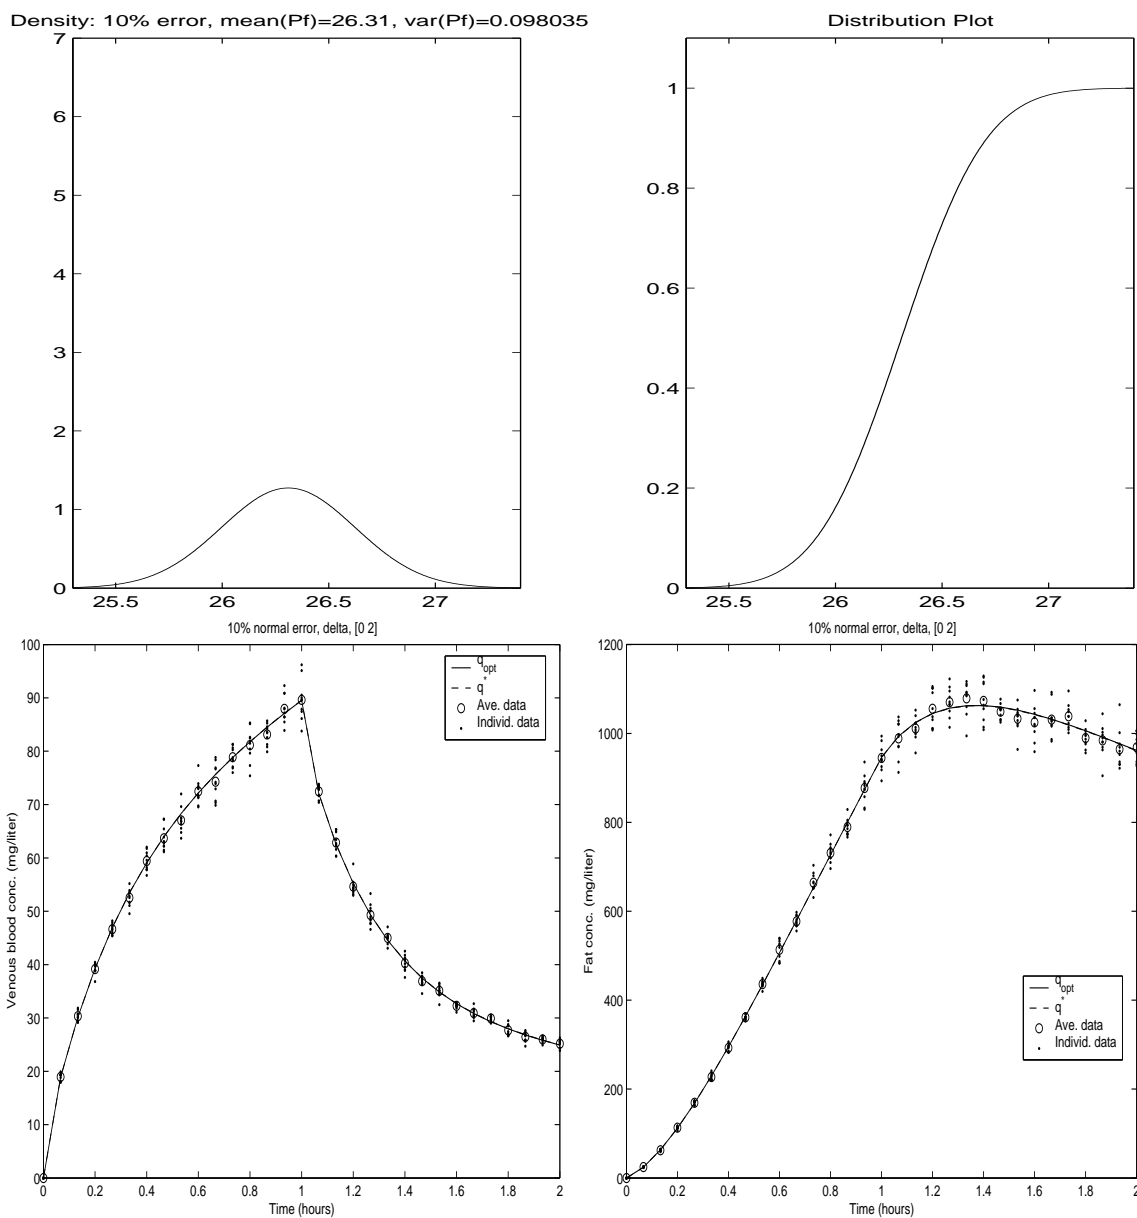 Density: 10% error, mean(Pf)=26.31, var(Pf)=0.098035
7
6
5
4
3
2
1
0
25.5 26 26.5 27
Distribution Plot
1
0.8
0.6
0.4
0.2
0
25.5 26 26.5 27
10% normal error, delta, [0 2]
100
90
80
70
60
50
40
30
20
10
0
Venous blood conc. (mg/liter)
q_opt
q*
Ave. data
Individ. data
0 0.2 0.4 0.6 0.8 1 1.2 1.4 1.6 1.8 2
Time (hours)
10% normal error, delta, [0 2]
1200
1000
800
600
400
200
0
Fat conc. (mg/liter)
q_opt
q*
Ave. data
Individ. data
0 0.2 0.4 0.6 0.8 1 1.2 1.4 1.6 1.8 2
Time (hours)